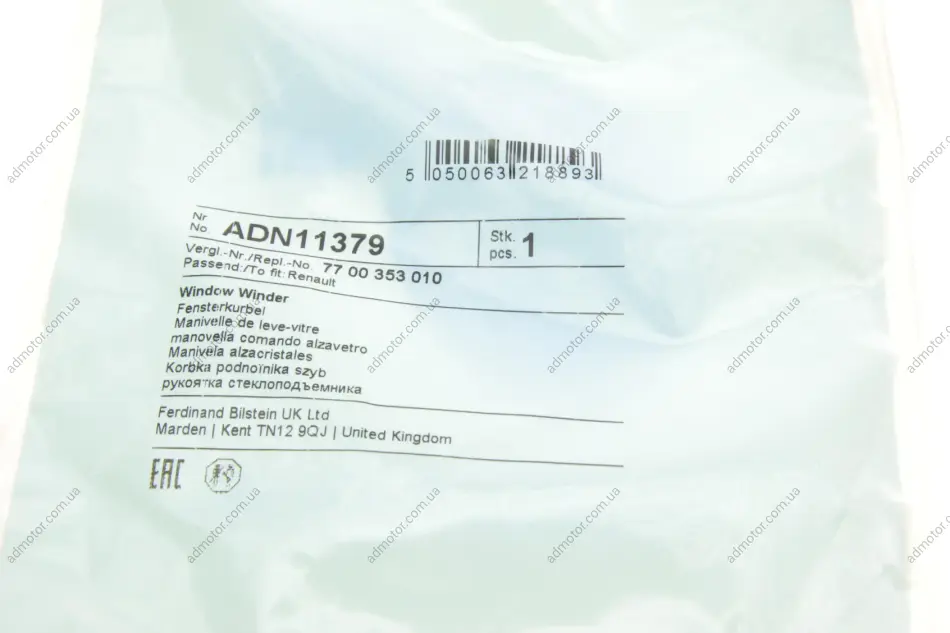 5 050063 218893
Nr.
No. ADN11379
Stk.
pcs. 1
Vergl.-Nr./Repl.-No. 77 00 353 010
Passend:/To fit: Renault
Window Winder
Fensterkurbel
Manivelle de leve-vitre
manovella comando alzavetro
Manivela alzacristales
Korbka podnoinika szyb
рукоятка стеклоподъемника
Ferdinand Bilstein UK Ltd
Marden | Kent TN12 9QJ | United Kingdom
EAC
admotor.com.ua